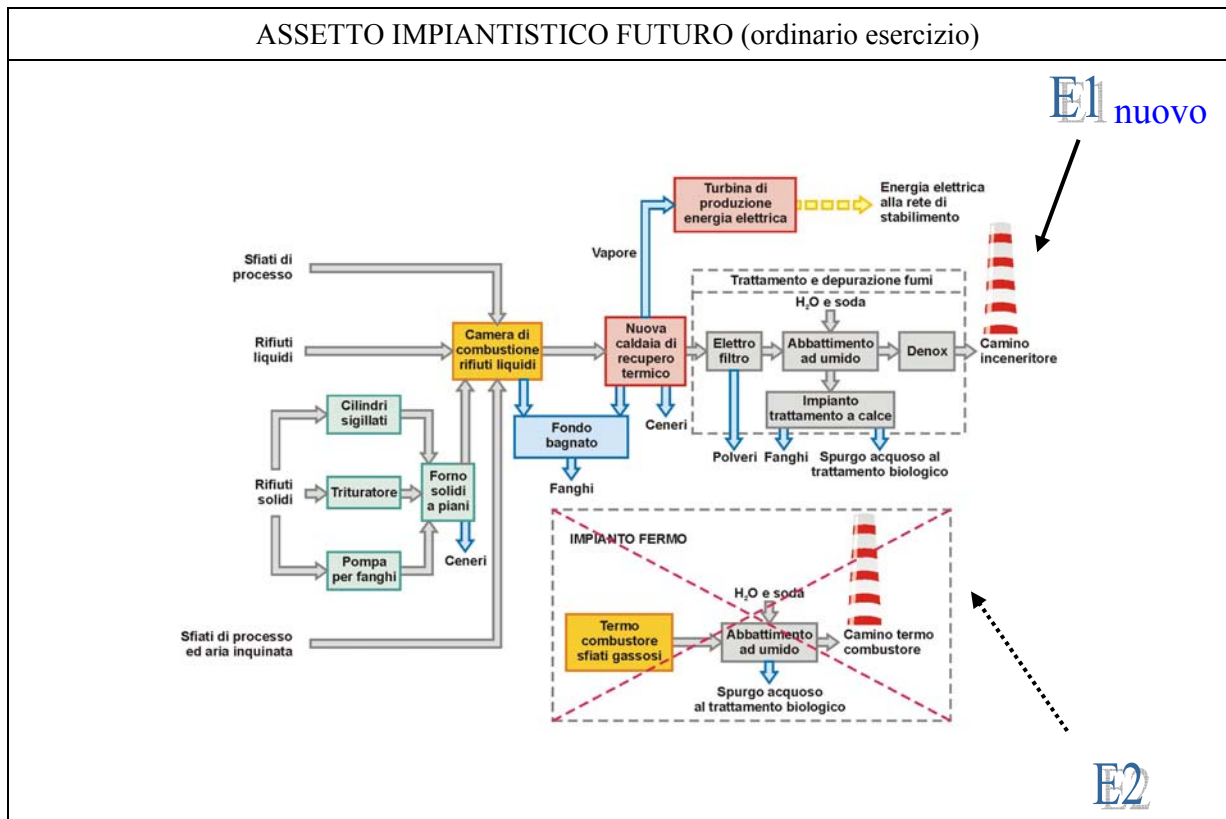 ASSETTO IMPIANTISTICO FUTURO (ordinario esercizio)
E1 nuovo
Turbina di
produzione
energia elettrica
Energia elettrica
alla rete di
stabilimento
Vapore
Sfiati di
processo
Trattamento e depurazione fumi
H₂O e soda
Rifiuti
liquidi
Camera di
combustione
rifiuti liquidi
Nuova
caldaia di
recupero
termico
Elettro
filtro
Abbattimento
ad umido
Denox
Camino
inceneritore
Impianto
trattamento a calce
Cilindri
sigillati
Fondo
bagnato
Ceneri
Polveri
Fanghi
Spurgo acquoso al
trattamento biologico
Rifiuti
solidi
Trituratore
Forno
solidi
a piani
Fanghi
Pompa
per fanghi
Ceneri
IMPIANTO FERMO
H₂O e soda
Sfiati di processo
ed aria inquinata
Termo
combustore
sfiati gassosi
Abbattimento
ad umido
Camino termo
combustore
Spurgo acquoso
al trattamento biologico
E2